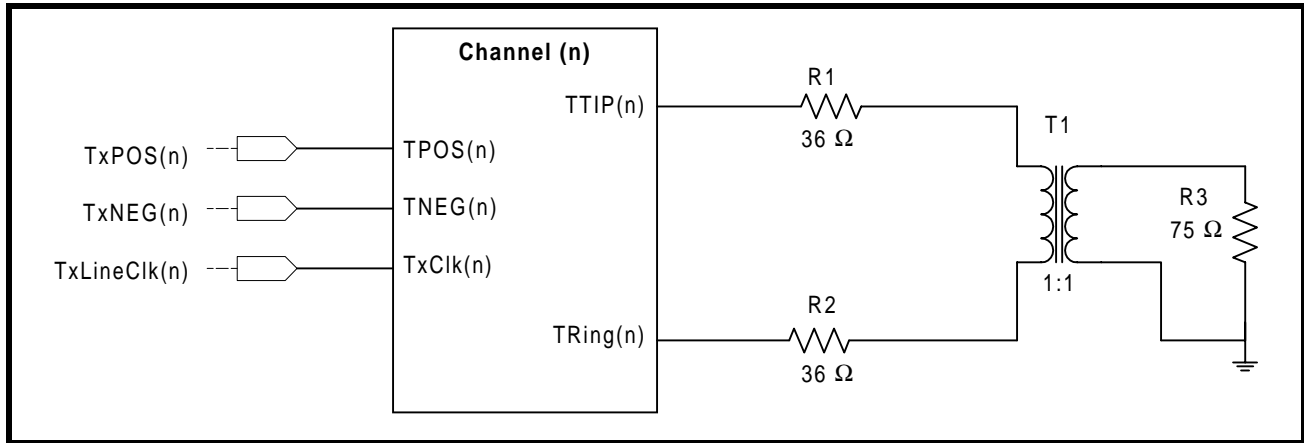 Channel (n)
TTIP(n)
R1
36 Ω
T1
TxPOS(n)
TPOS(n)
TxNEG(n)
TNEG(n)
R3
75 Ω
TxLineClk(n)
TxClk(n)
1:1
TRing(n)
R2
36 Ω